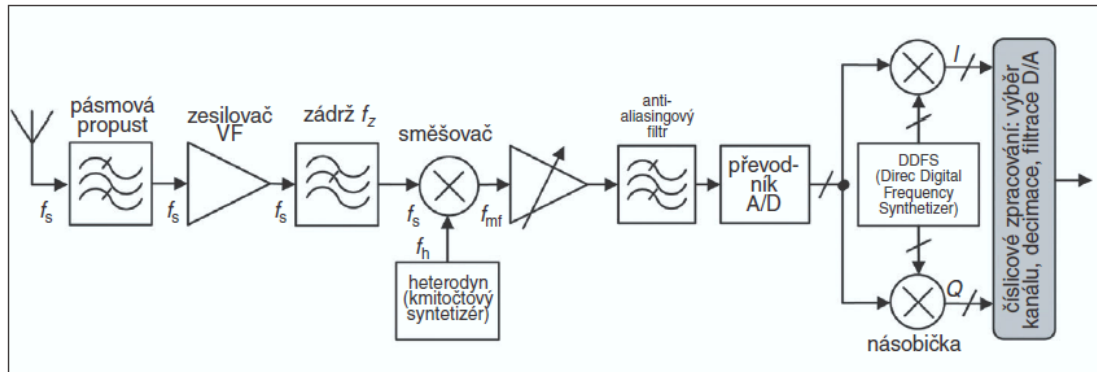 pásmová
propust
zesilovač
VF
zádrž fz
směšovač
anti-
aliasingový
filtr
převod-
ník
A/D
I
DDFS
(Direc Digital
Frequency
Synthetizer)
Q
násobička
číslicové zpracování: výběr
kanálu, decimace, filtrace D/A
fs
fs
fs
fs
fmf
fh
heterodyn
(kmitočtový
syntetizér)